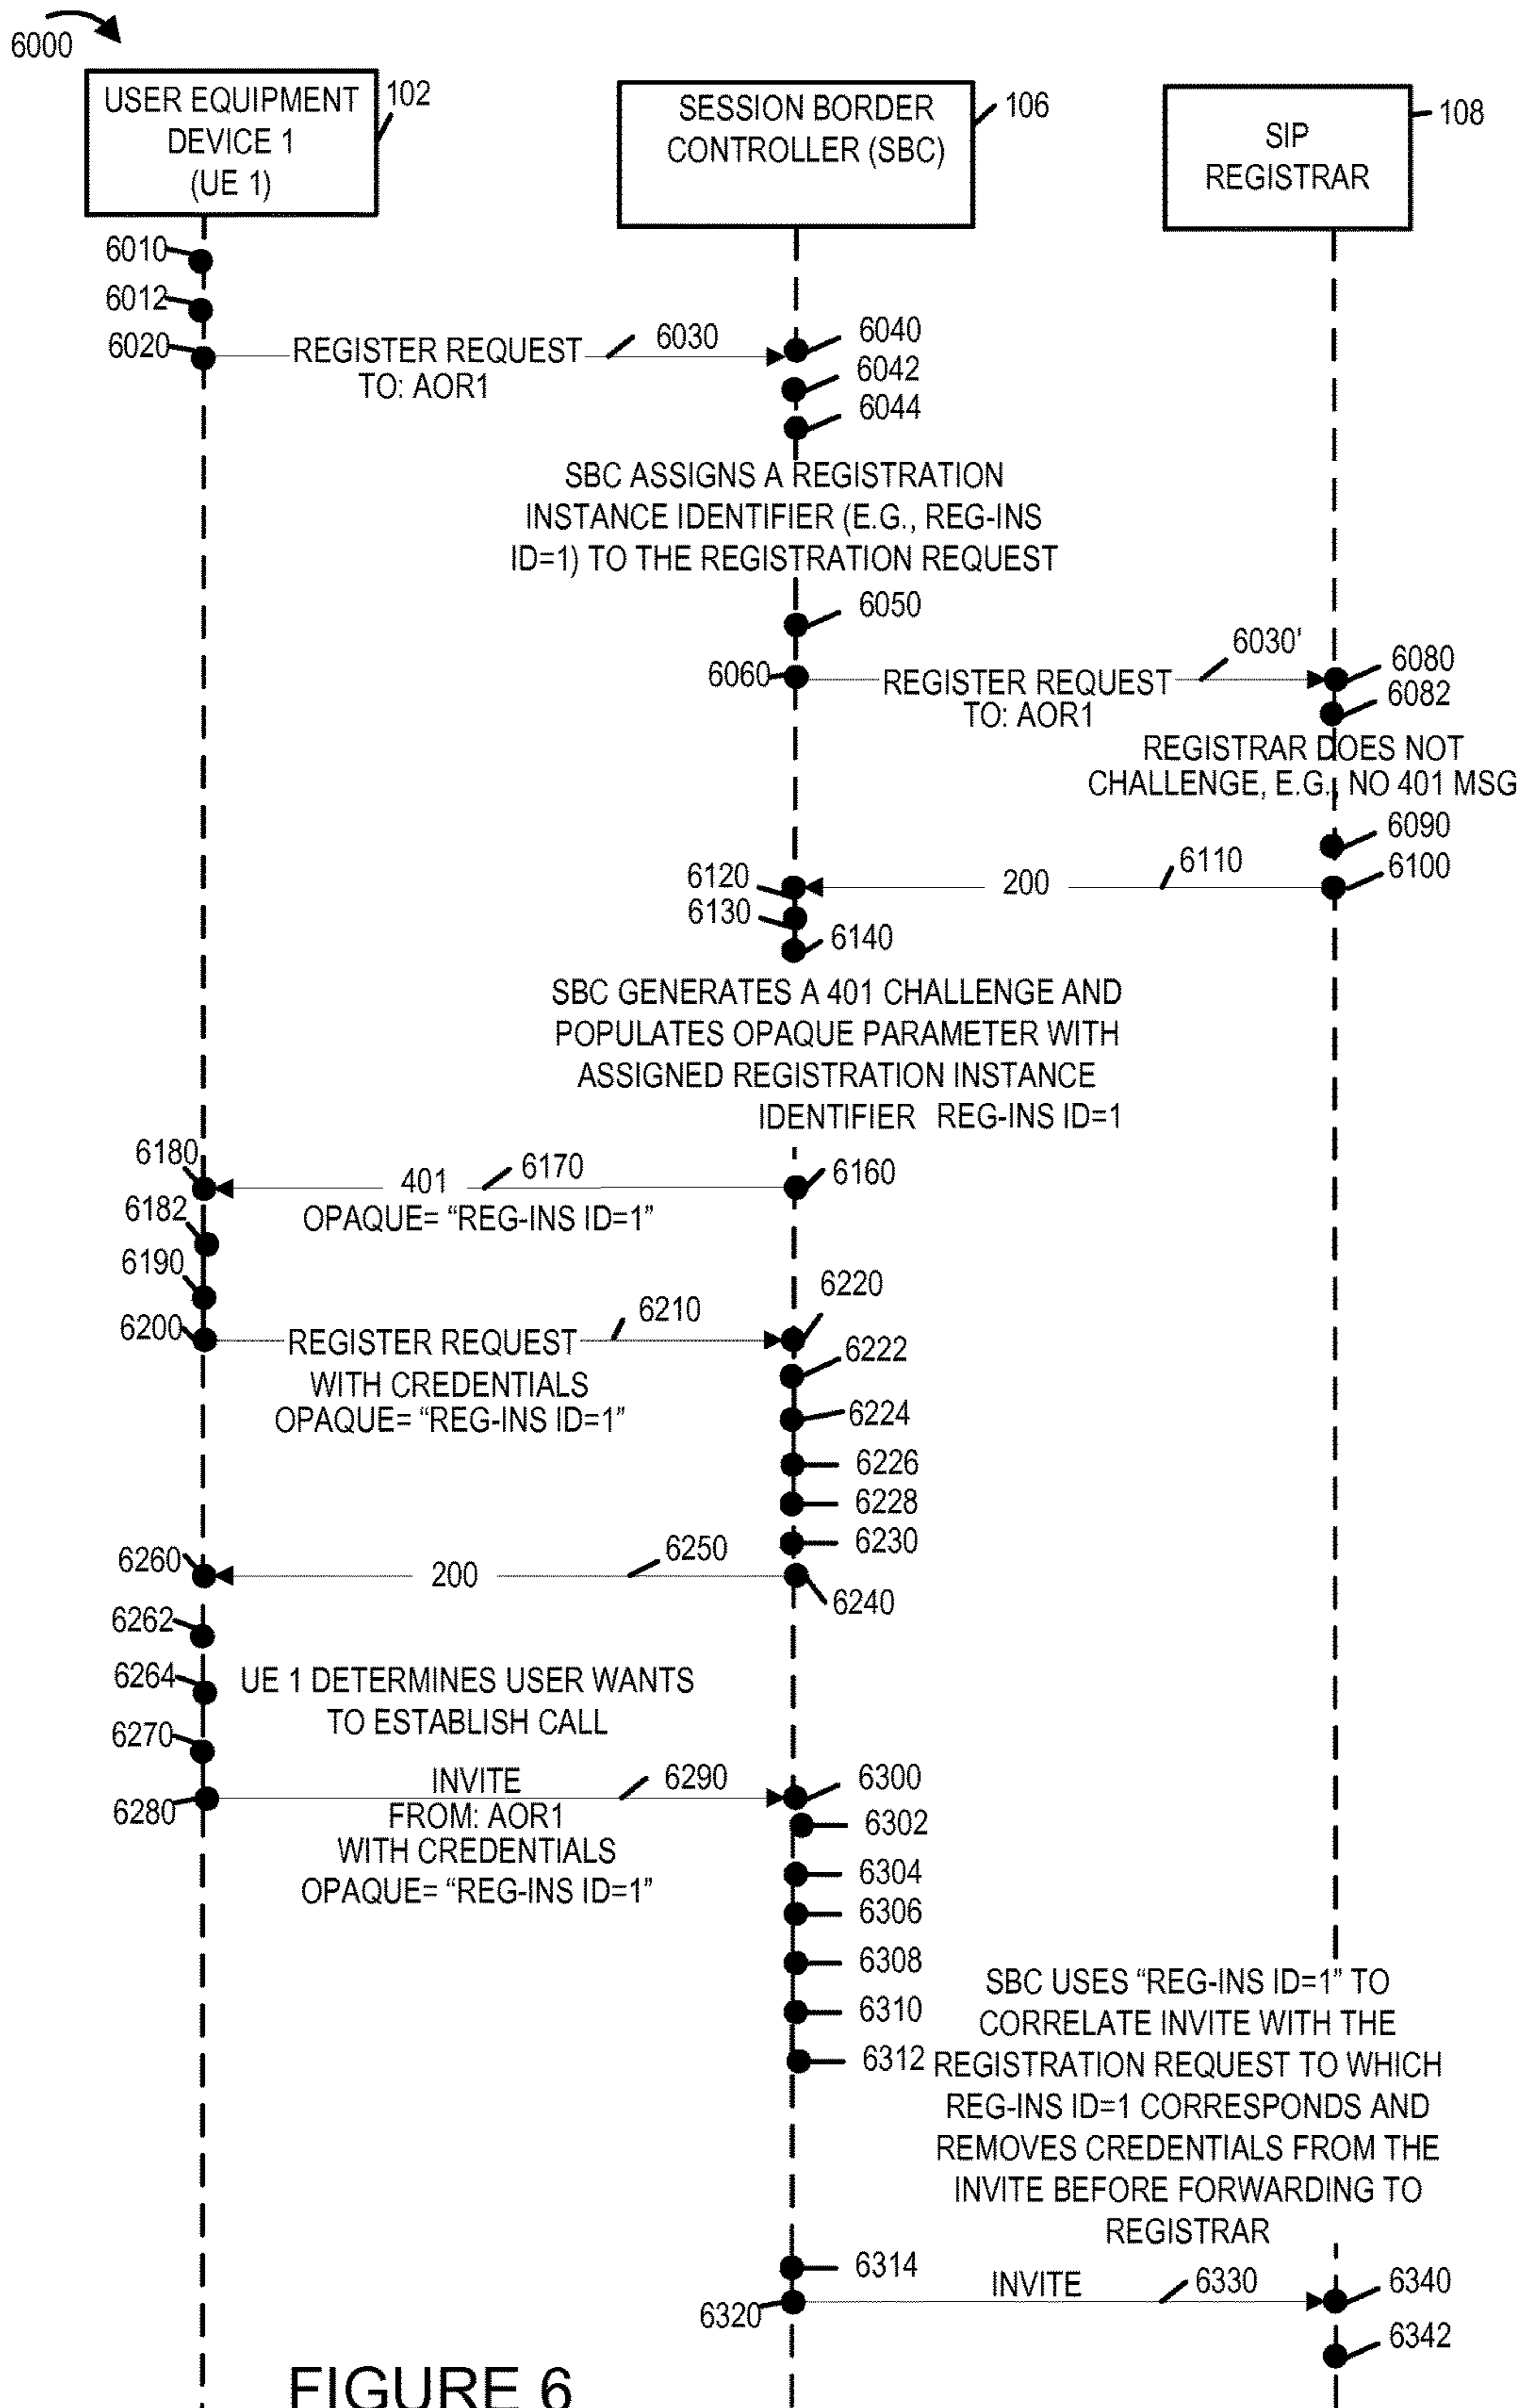 6000
USER EQUIPMENT
DEVICE 1
(UE 1)
102
SESSION BORDER
CONTROLLER (SBC)
106
SIP
REGISTRAR
108
6010
6012
6020
REGISTER REQUEST
TO: AOR1
6030
6040
6042
6044
SBC ASSIGNS A REGISTRATION
INSTANCE IDENTIFIER (E.G., REG-INS
ID=1) TO THE REGISTRATION REQUEST
6050
6060
REGISTER REQUEST
TO: AOR1
6030'
6080
6082
REGISTRAR DOES NOT
CHALLENGE, E.G., NO 401 MSG
6090
6100
6110
200
6120
6130
6140
SBC GENERATES A 401 CHALLENGE AND
POPULATES OPAQUE PARAMETER WITH
ASSIGNED REGISTRATION INSTANCE
IDENTIFIER REG-INS ID=1
6160
6170
401
OPAQUE= “REG-INS ID=1”
6180
6182
6190
6200
REGISTER REQUEST
WITH CREDENTIALS
OPAQUE= “REG-INS ID=1”
6210
6220
6222
6224
6226
6228
6230
6240
6250
200
6260
6262
6264
UE 1 DETERMINES USER WANTS
TO ESTABLISH CALL
6270
6280
INVITE
FROM: AOR1
WITH CREDENTIALS
OPAQUE= “REG-INS ID=1”
6290
6300
6302
6304
6306
6308
6310
6312
SBC USES “REG-INS ID=1” TO
CORRELATE INVITE WITH THE
REGISTRATION REQUEST TO WHICH
REG-INS ID=1 CORRESPONDS AND
REMOVES CREDENTIALS FROM THE
INVITE BEFORE FORWARDING TO
REGISTRAR
6314
6320
INVITE
6330
6340
6342
FIGURE 6